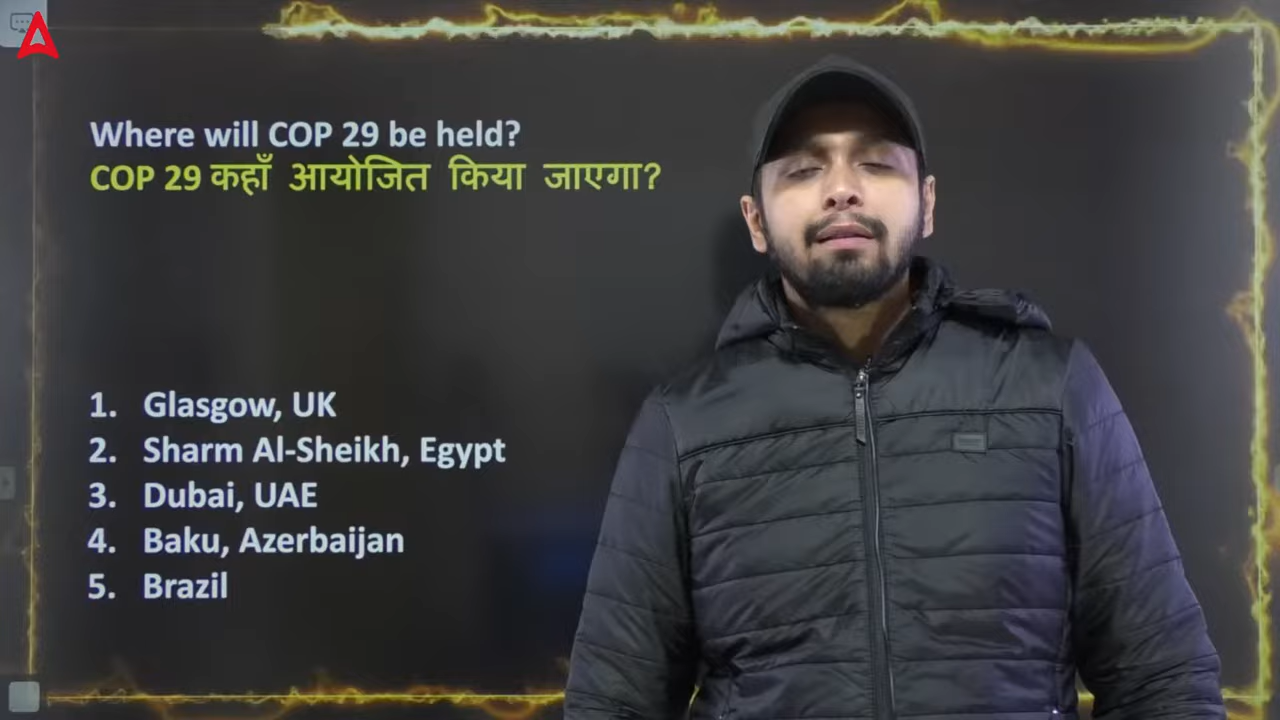 Where will COP 29 be held?
COP 29 कहाँ आयोजित किया जाएगा?
1. Glasgow, UK
2. Sharm Al-Sheikh, Egypt
3. Dubai, UAE
4. Baku, Azerbaijan
5. Brazil